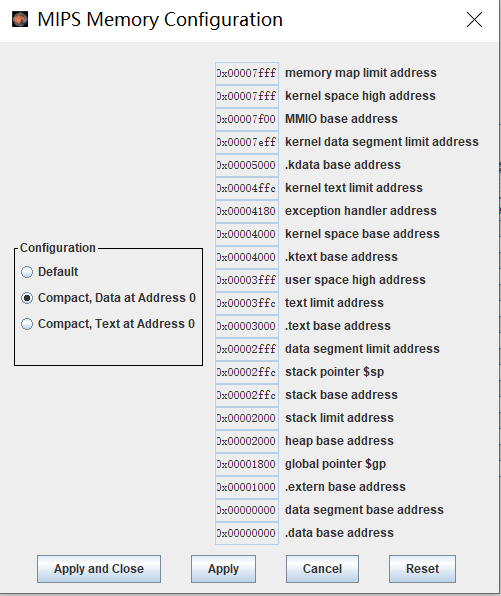 MIPS Memory Configuration
0x00007fff memory map limit address
0x00007fff kernel space high address
0x00007f00 MMIO base address
0x00007eff kernel data segment limit address
0x00005000 .kdata base address
0x00004ffc kernel text limit address
0x00004180 exception handler address
0x00004000 kernel space base address
0x00004000 .ktext base address
0x00003fff user space high address
0x00003ffc text limit address
0x00003000 .text base address
0x00002fff data segment limit address
0x00002ffc stack pointer $sp
0x00002ffc stack base address
0x00002000 stack limit address
0x00002000 heap base address
0x00001800 global pointer $gp
0x00001000 .extern base address
0x00000000 data segment base address
0x00000000 .data base address
Configuration
Default
Compact, Data at Address 0
Compact, Text at Address 0
Apply and Close Apply Cancel Reset